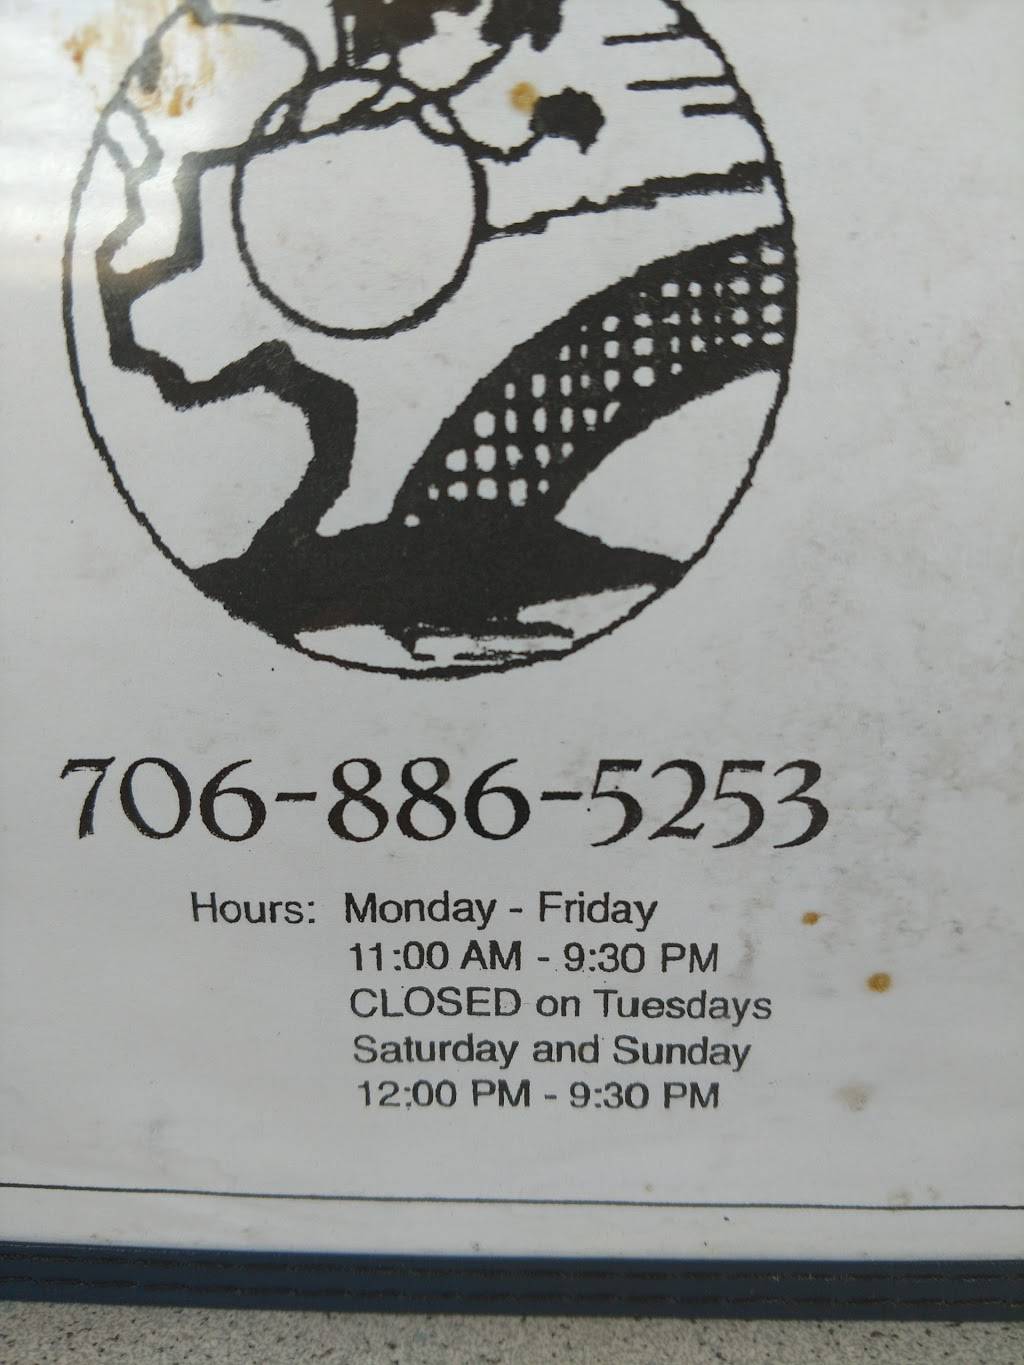 706-886-5253
Hours: Monday - Friday
11:00 AM - 9:30 PM
CLOSED on Tuesdays
Saturday and Sunday
12:00 PM - 9:30 PM